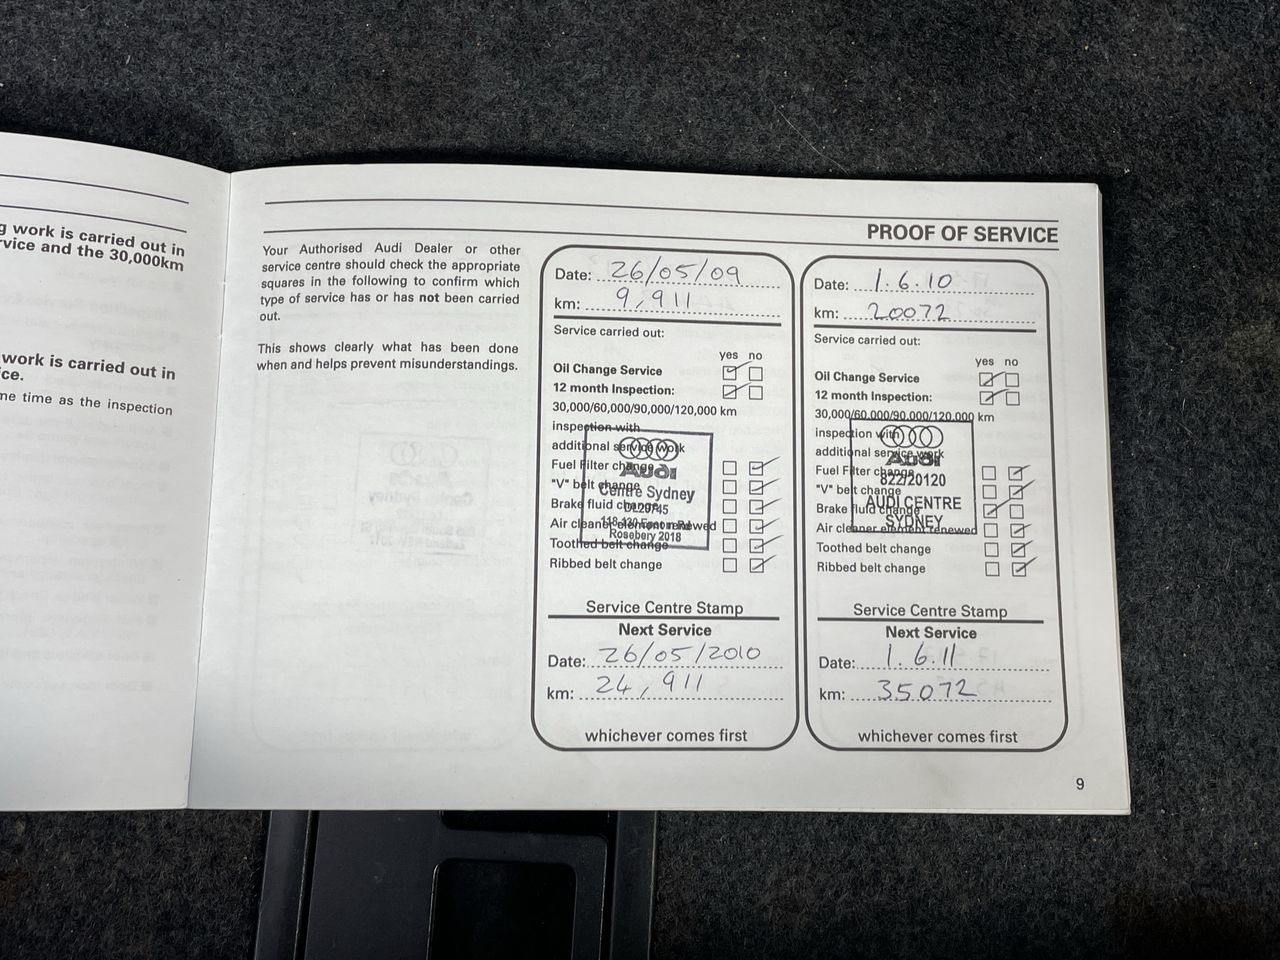 g work is carried out in
rvice and the 30,000km
work is carried out in
ce.
ne time as the inspection
PROOF OF SERVICE
Your Authorised Audi Dealer or other
service centre should check the appropriate
squares in the following to confirm which
type of service has or has not been carried
out.
This shows clearly what has been done
when and helps prevent misunderstandings.
Date: 26/05/09
km: 9,911
Service carried out:
yes no
Oil Change Service
12 month Inspection:
30,000/60,000/90,000/120,000 km
inspection with
additional service work
Fuel Filter change
"V" belt change
Brake fluid change
Air cleaner element renewed
Toothed belt change
Ribbed belt change
Audi
Centre Sydney
Rosebery 2018
Service Centre Stamp
Next Service
Date: 26/05/2010
km: 24,911
whichever comes first
Date: 1.6.10
km: 20072
Service carried out:
yes no
Oil Change Service
12 month Inspection:
30,000/60,000/90,000/120,000 km
inspection with
additional service work
Fuel Filter change
"V" belt change
Brake fluid change
Air cleaner element renewed
Toothed belt change
Ribbed belt change
Audi
822/20120
AUDI CENTRE
SYDNEY
Service Centre Stamp
Next Service
Date: 1.6.11
km: 35072
whichever comes first
9